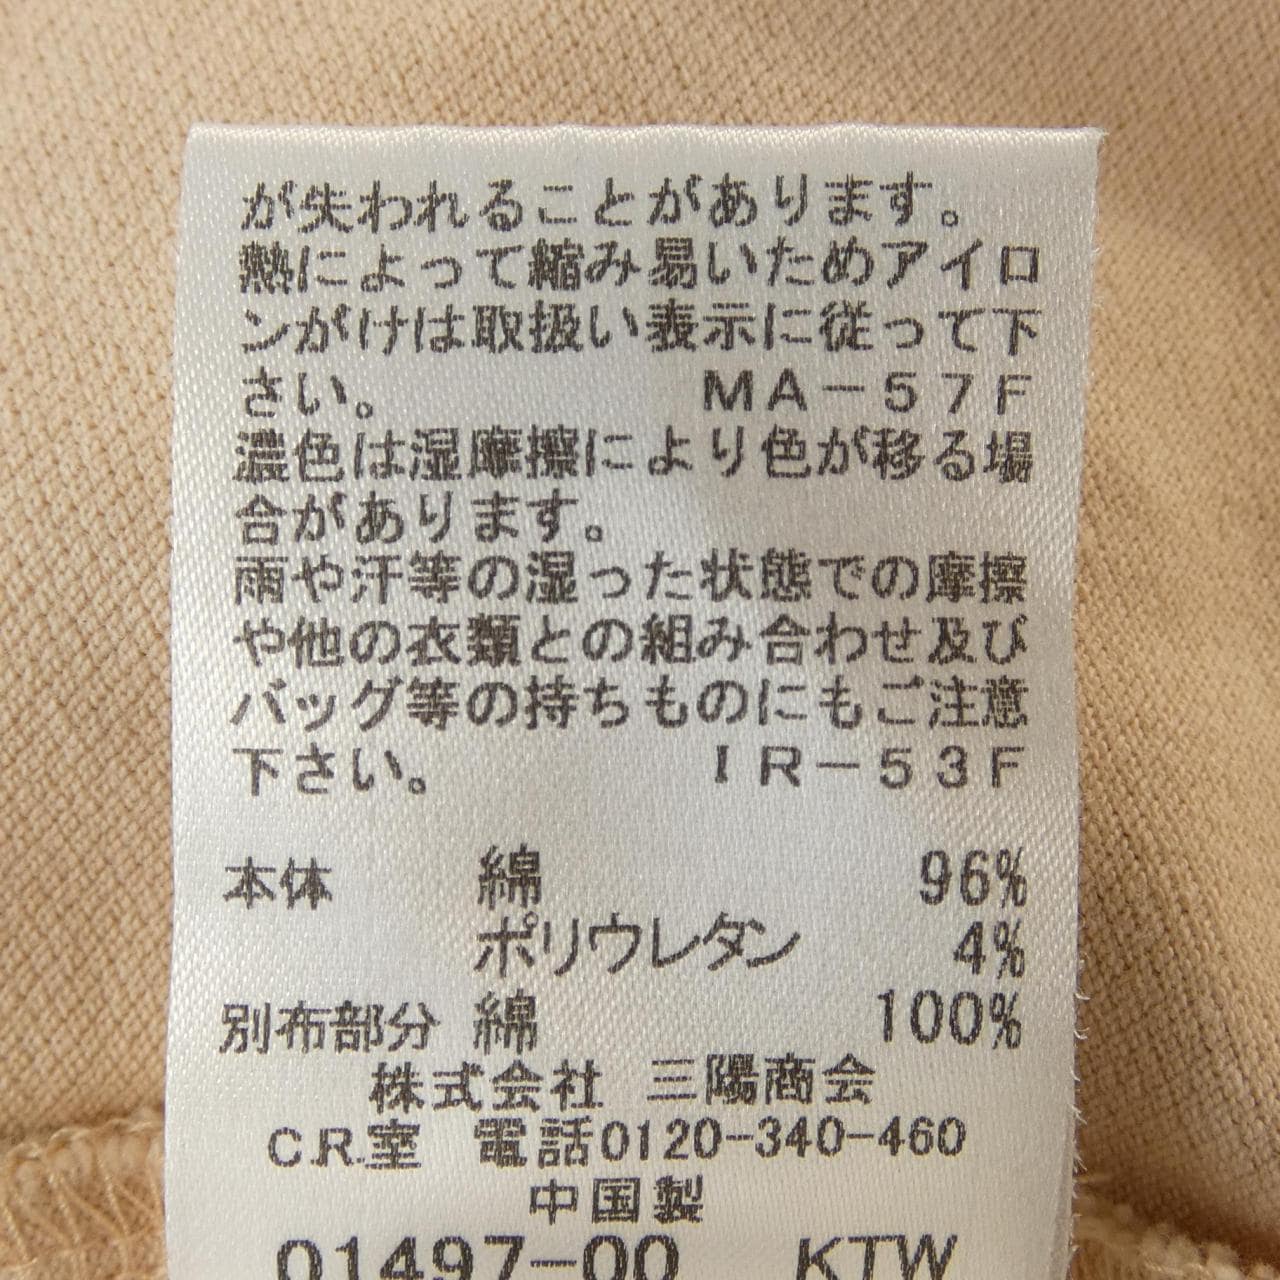 が失われることがあります。
熱によって縮み易いためアイロ
ンがけは取扱い表示に従って下
さい。　　　　　　MA-57F
濃色は湿摩擦により色が移る場
合があります。
雨や汗等の湿った状態での摩擦
や他の衣類との組み合わせ及び
バッグ等の持ちものにもご注意
下さい。　　　　　IR-53F
本体　綿　96%
ポリウレタン　4%
別布部分　綿　100%
株式会社　三陽商会
C.R.室　電話0120-340-460
中国製
01497-00　KTW